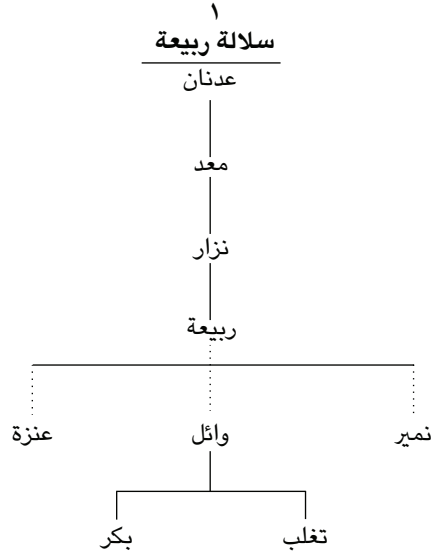 ١
سلالة ربيعة
عدنان
معد
نزار
ربيعة
نمير وائل عنزة
تغلب بكر